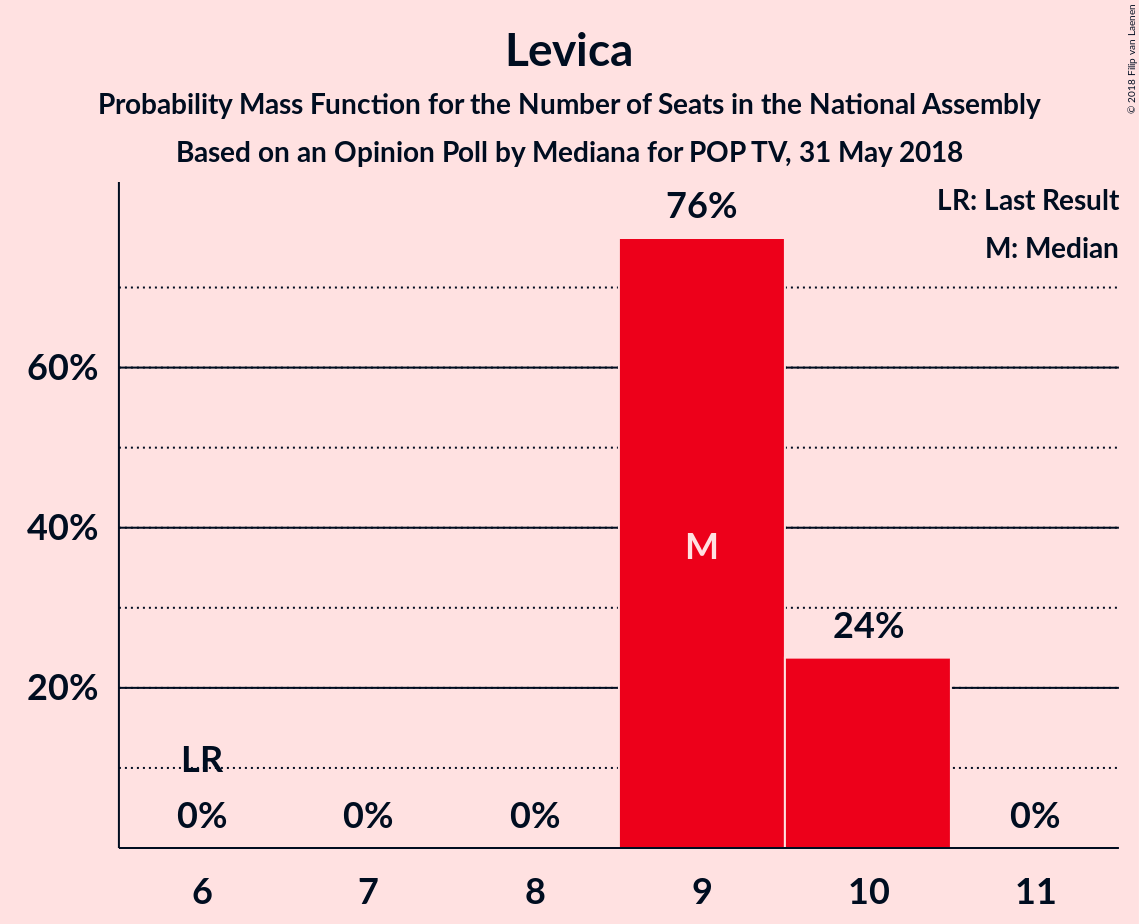 Levica
Probability Mass Function for the Number of Seats in the National Assembly
Based on an Opinion Poll by Mediana for POP TV, 31 May 2018
© 2018 Filip van Laenen
LR: Last Result
M: Median
76%
60%
40%
M
24%
20%
LR
0% 0% 0% 0%
6 7 8 9 10 11